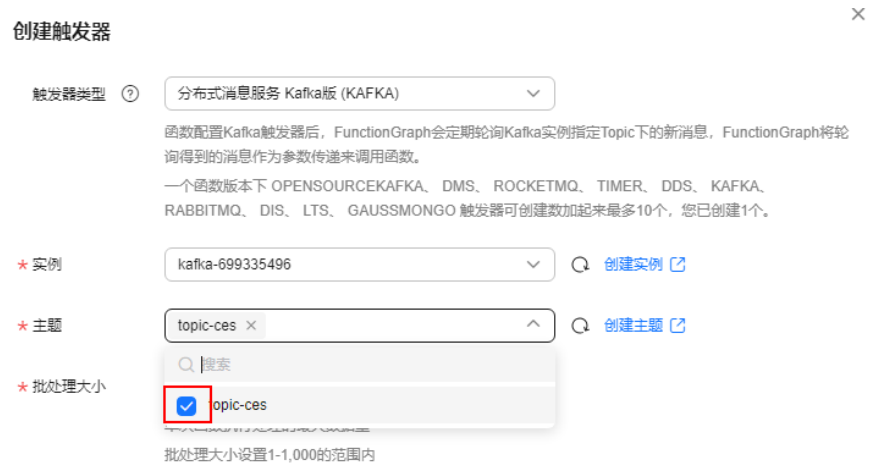 创建触发器
触发器类型
分布式消息服务 Kafka版 (KAFKA)
函数配置Kafka触发器后，FunctionGraph会定期轮询Kafka实例指定Topic下的新消息，FunctionGraph将轮
询得到的消息作为参数传递来调用函数。
一个函数版本下 OPENSOURCEKAFKA、 DMS、 ROCKETMQ、 TIMER、 DDS、 KAFKA、
RABBITMQ、 DIS、 LTS、 GAUSSMONGO 触发器可创建数加起来最多10个，您已创建1个。
* 实例 kafka-699335496 创建实例
* 主题 topic-ces × 创建主题
搜索
* 批处理大小
topic-ces
批处理大小设置1-1,000的范围内